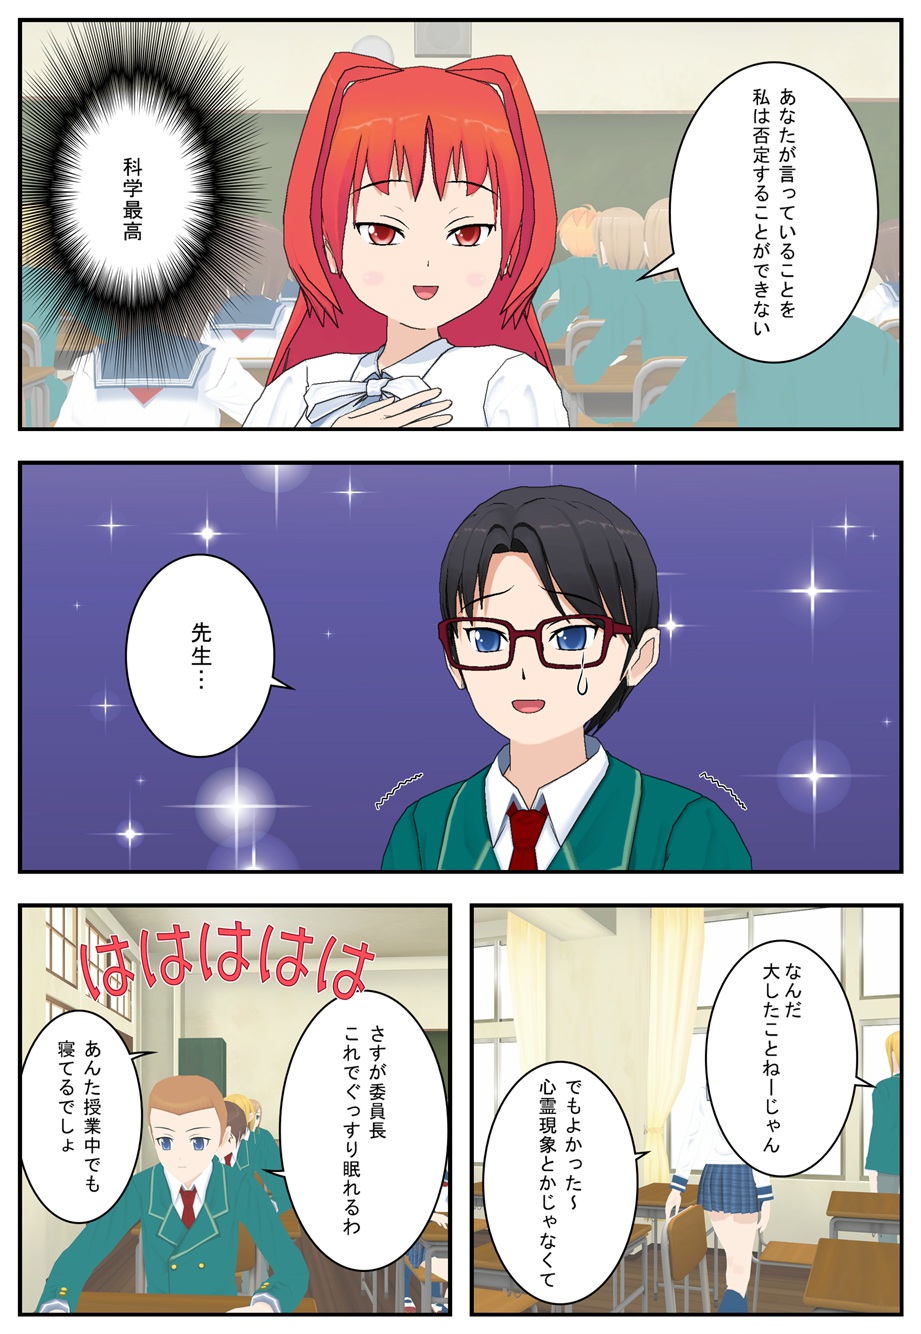 あなたが言っていることを
私は否定することができない
科学最高
先生…
なんだ
大したことねーじゃん
でもよかった～
心霊現象とかじゃなくて
ははははは
さすが委員長
これでぐっすり眠れるわ
あんた授業中でも
寝てるでしょ